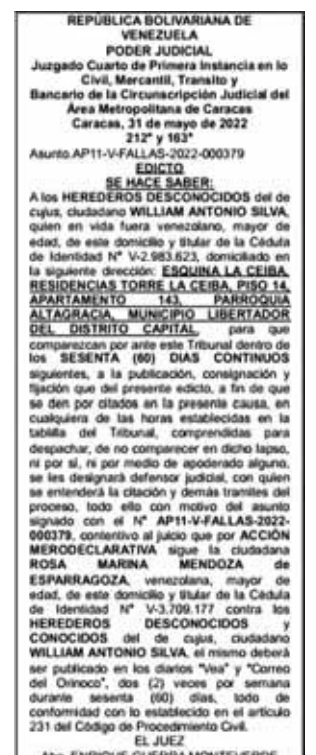 REPÚBLICA BOLIVARIANA DE
VENEZUELA
PODER JUDICIAL
Juzgado Cuarto de Primera Instancia en lo
Civil, Mercantil, Transito y
Bancario de la Circunscripción Judicial del
Área Metropolitana de Caracas
Caracas, 31 de mayo de 2022
212° y 163°
Asunto.AP11-V-FALLAS-2022-000379
EDICTO
SE HACE SABER:
A los HEREDEROS DESCONOCIDOS del de
cujus, ciudadano WILLIAM ANTONIO SILVA,
quien en vida fuera venezolano, mayor de
edad, de este domicilio y titular de la Cédula
de Identidad N° V-2.983.623, domiciliado en
la siguiente dirección: ESQUINA LA CEIBA,
RESIDENCIAS TORRE LA CEIBA, PISO 14,
APARTAMENTO 143, PARROQUIA
ALTAGRACIA, MUNICIPIO LIBERTADOR
DEL DISTRITO CAPITAL, para que
comparezcan por ante este Tribunal dentro de
los SESENTA (60) DIAS CONTINUOS
siguientes, a la publicación, consignación y
fijación que del presente edicto, a fin de que
se den por citados en la presente causa, en
cualquiera de las horas establecidas en la
tablilla del Tribunal, comprendidas para
despachar, de no comparecer en dicho lapso,
ni por sí, ni por medio de apoderado alguno,
se les designará defensor judicial, con quien
se entenderá la citación y demás tramites del
proceso, todo ello con motivo del asunto
signado con el N° AP11-V-FALLAS-2022-
000379, contentivo al juicio que por ACCIÓN
MERODECLARATIVA sigue la ciudadana
ROSA MARINA MENDOZA de
ESPARRAGOZA, venezolana, mayor de
edad, de este domicilio y titular de la Cédula
de Identidad N° V-3.709.177 contra los
HEREDEROS DESCONOCIDOS y
CONOCIDOS del de cujus, ciudadano
WILLIAM ANTONIO SILVA, el mismo deberá
ser publicado en los diarios "Vea" y "Correo
del Orinoco", dos (2) veces por semana
durante sesenta (60) días, todo de
conformidad con lo establecido en el artículo
231 del Código de Procedimiento Civil.
EL JUEZ
Abg. ENRIQUE GUERRA MONTEVERDE